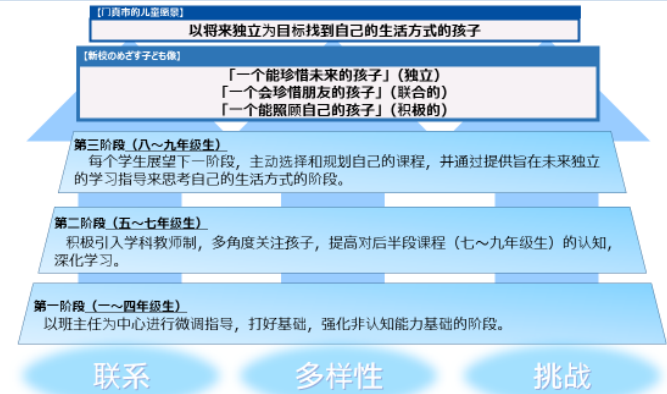 【门真市的儿童愿景】
以将来独立为目标找到自己的生活方式的孩子
【新校のめざす子ども像】
「一个能珍惜未来的孩子」（独立）
「一个会珍惜朋友的孩子」（联合的）
「一个能照顾自己的孩子」（积极的）
第三阶段（八～九年级生）
每个学生展望下一阶段，主动选择和规划自己的课程，并通过提供旨在未来独立
的学习指导来思考自己的生活方式的阶段。
第二阶段（五～七年级生）
积极引入学科教师制，多角度关注孩子，提高对后半段课程（七～九年级生）的认知，
深化学习。
第一阶段（一～四年级生）
以班主任为中心进行微调指导，打好基础，强化非认知能力基础的阶段。
联系 多样性 挑战